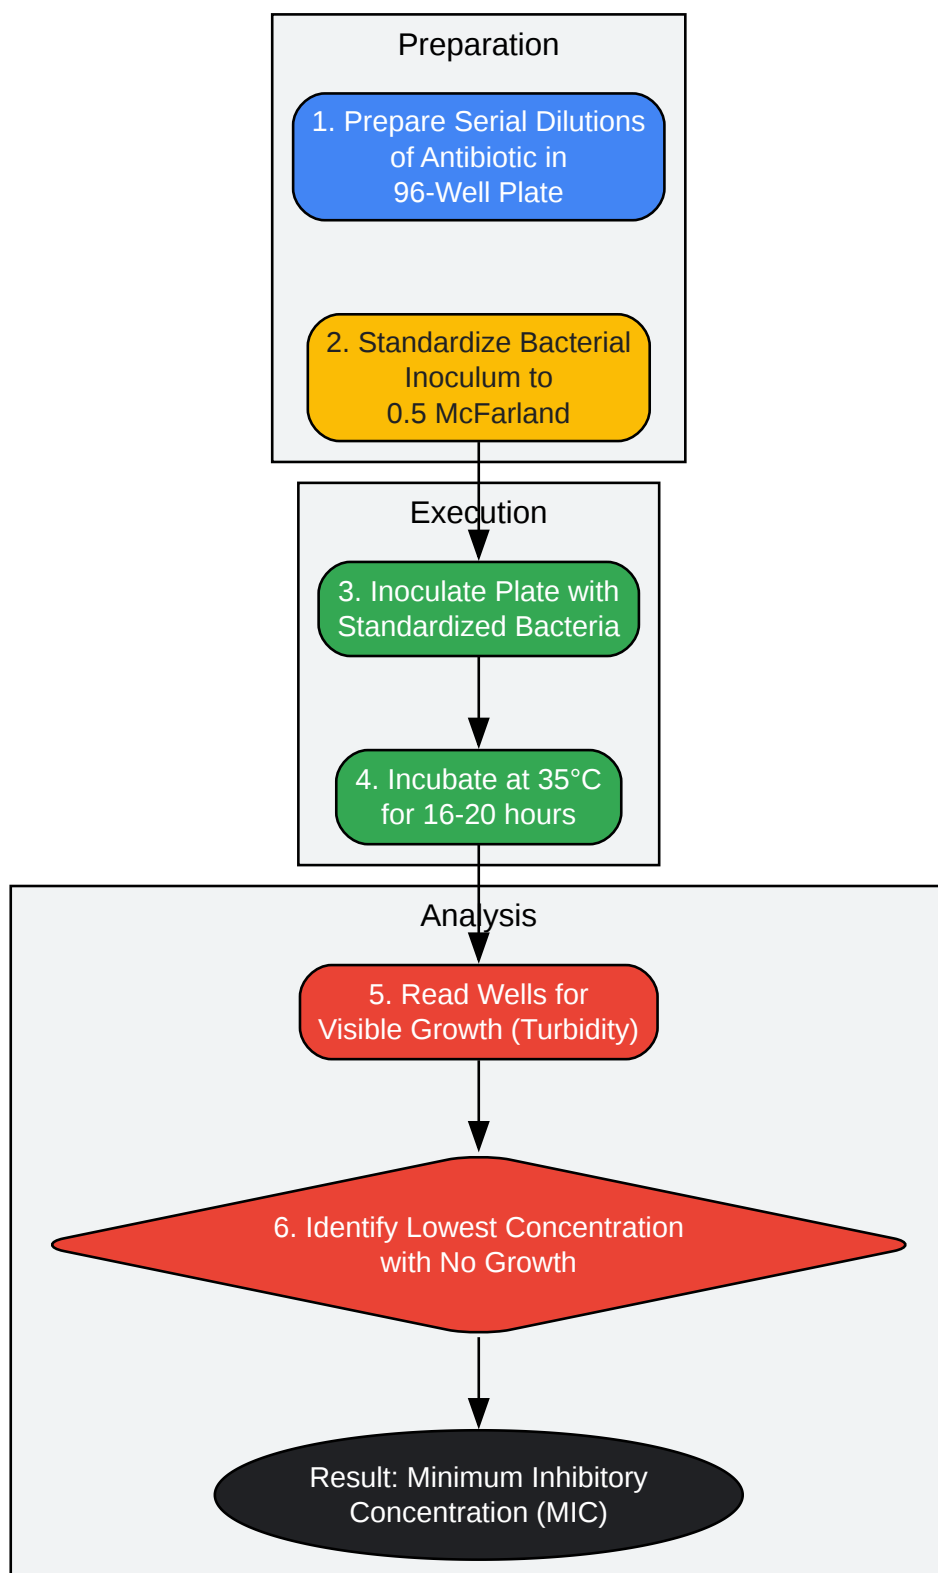 Preparation
1. Prepare Serial Dilutions
of Antibiotic in
96-Well Plate
2. Standardize Bacterial
Inoculum to
0.5 McFarland
Execution
3. Inoculate Plate with
Standardized Bacteria
4. Incubate at 35°C
for 16-20 hours
Analysis
5. Read Wells for
Visible Growth (Turbidity)
6. Identify Lowest Concentration
with No Growth
Result: Minimum Inhibitory
Concentration (MIC)